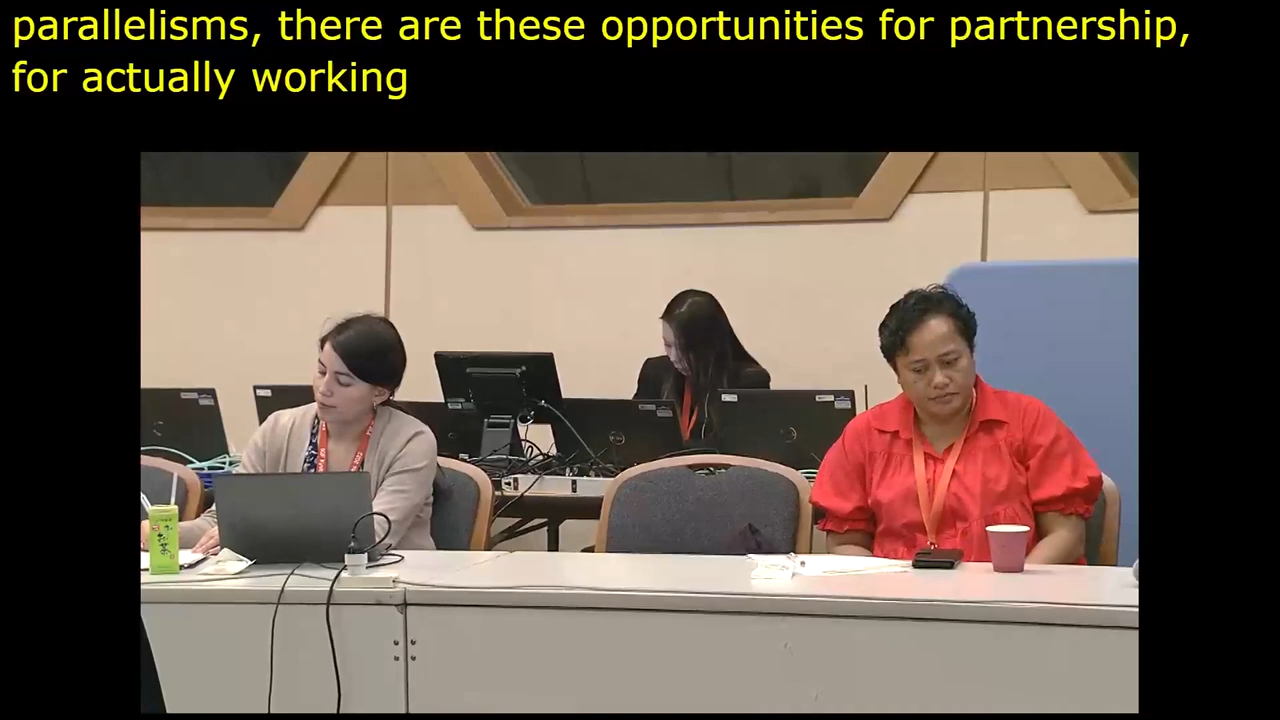 parallelisms, there are these opportunities for partnership,
for actually working